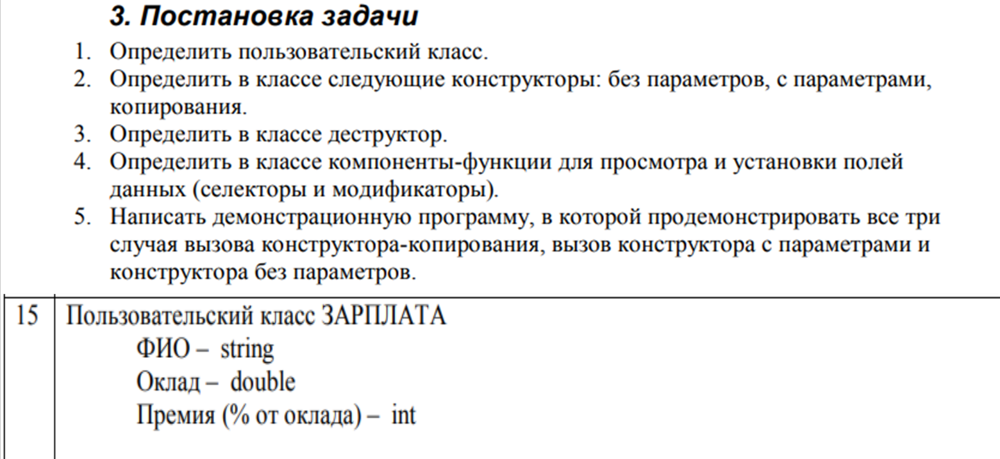 3. Постановка задачи
1. Определить пользовательский класс.
2. Определить в классе следующие конструкторы: без параметров, с параметрами,
копирования.
3. Определить в классе деструктор.
4. Определить в классе компоненты-функции для просмотра и установки полей
данных (селекторы и модификаторы).
5. Написать демонстрационную программу, в которой продемонстрировать все три
случая вызова конструктора-копирования, вызов конструктора с параметрами и
конструктора без параметров.
15 Пользовательский класс ЗАРПЛАТА
ФИО – string
Оклад – double
Премия (% от оклада) – int